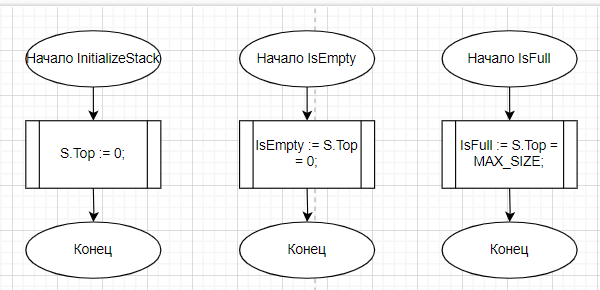 Начало InitializeStack
S.Top := 0;
Конец
Начало IsEmpty
IsEmpty := S.Top
= 0;
Конец
Начало IsFull
IsFull := S.Top =
MAX_SIZE;
Конец